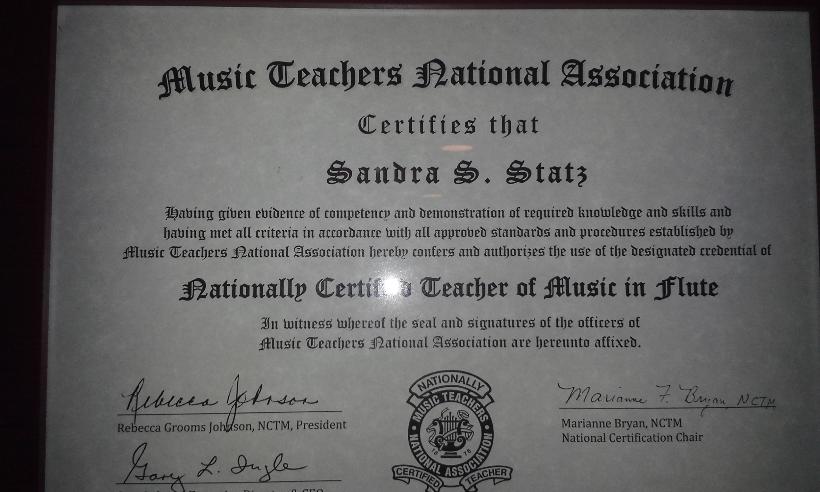 Music Teachers National Association
Certifies that
Sandra S. Statz
Having given evidence of competency and demonstration of required knowledge and skills and
having met all criteria in accordance with all approved standards and procedures established by
Music Teachers National Association hereby confers and authorizes the use of the designated credential of
Nationally Certified Teacher of Music in Flute
In witness whereof the seal and signatures of the officers of
Music Teachers National Association are hereunto affixed.
Rebecca Johnson
Rebecca Grooms Johnson, NCTM, President
Gary L. Ingle
NATIONALLY
MUSIC TEACHERS
NATIONAL ASSOCIATION
18 76
CERTIFIED TEACHER
Marianne F. Bryan NCTM
Marianne Bryan, NCTM
National Certification Chair